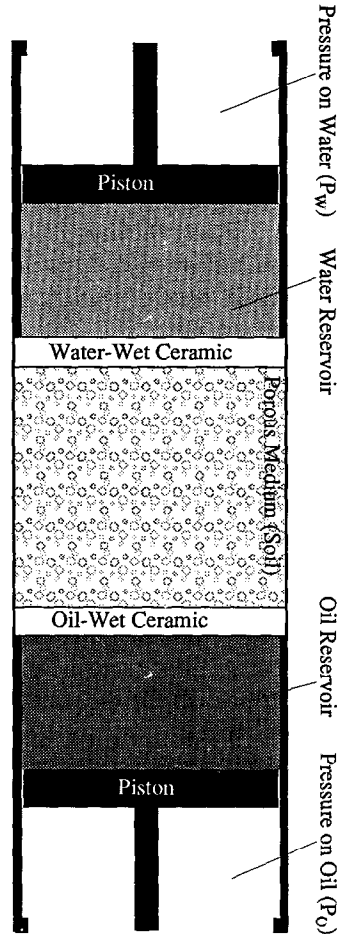 Pressure on Water (Pw)
Piston
Water Reservoir
Water-Wet Ceramic
Porous Medium (Soil)
Oil-Wet Ceramic
Oil Reservoir
Piston
Pressure on Oil (Po)